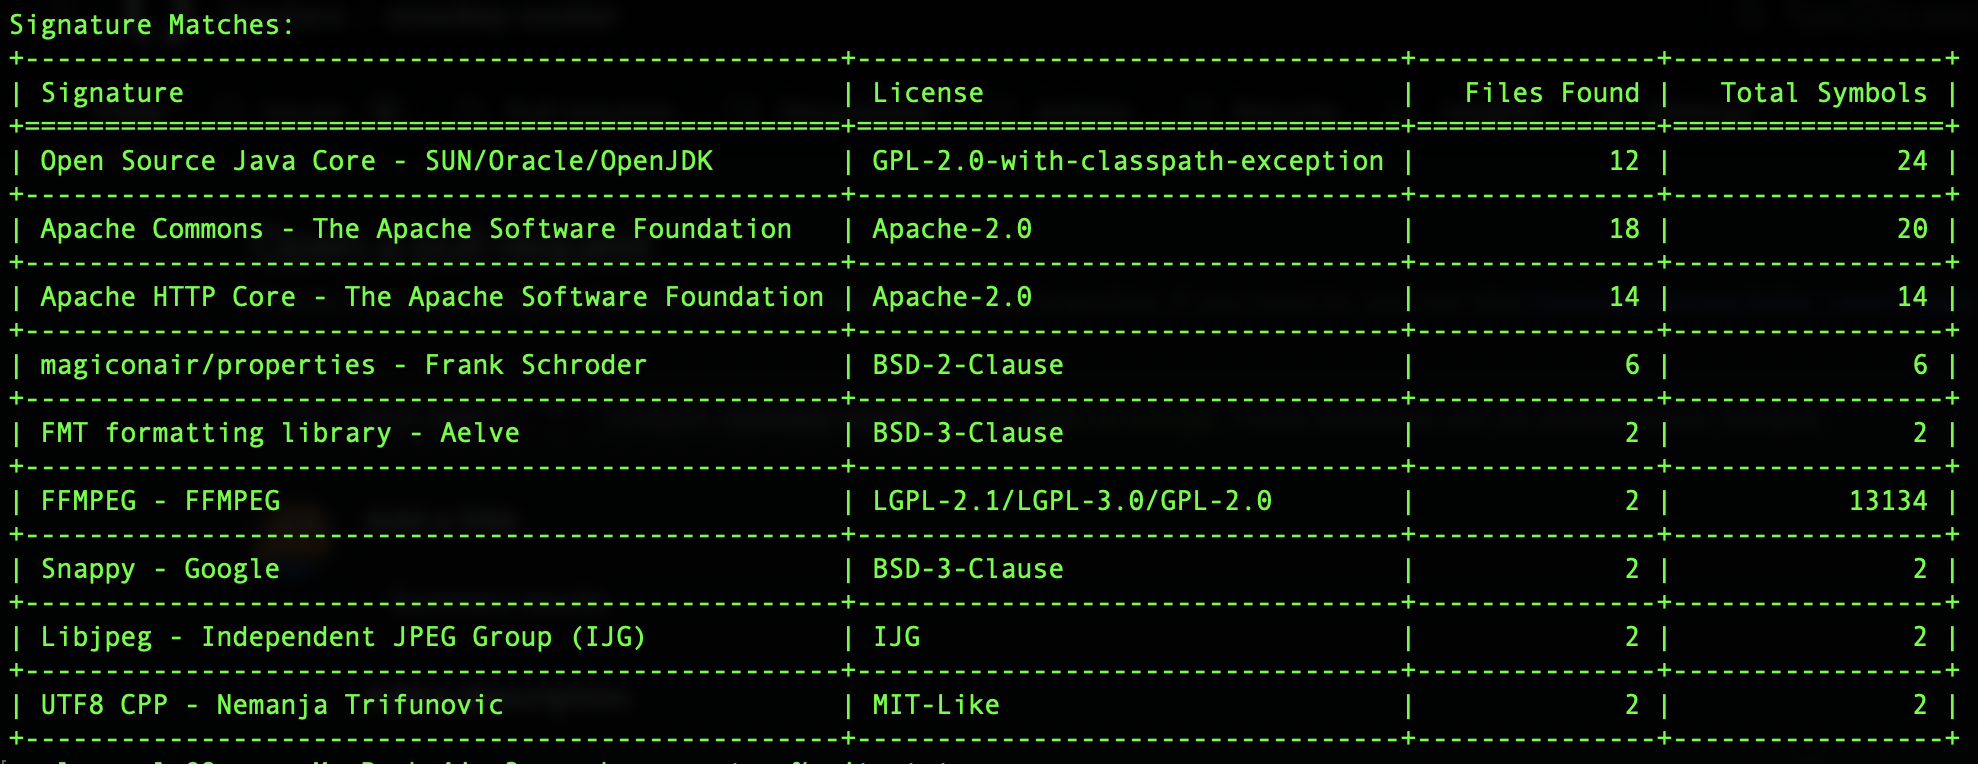 Signature Matches:
+---------------------------------------------------+----------------------------------+---------------+-----------------+
| Signature | License | Files Found | Total Symbols |
+===================================================+==================================+===============+=================+
| Open Source Java Core - SUN/Oracle/OpenJDK | GPL-2.0-with-classpath-exception | 12 | 24 |
+---------------------------------------------------+----------------------------------+---------------+-----------------+
| Apache Commons - The Apache Software Foundation | Apache-2.0 | 18 | 20 |
+---------------------------------------------------+----------------------------------+---------------+-----------------+
| Apache HTTP Core - The Apache Software Foundation | Apache-2.0 | 14 | 14 |
+---------------------------------------------------+----------------------------------+---------------+-----------------+
| magiconair/properties - Frank Schroder | BSD-2-Clause | 6 | 6 |
+---------------------------------------------------+----------------------------------+---------------+-----------------+
| FMT formatting library - Aelve | BSD-3-Clause | 2 | 2 |
+---------------------------------------------------+----------------------------------+---------------+-----------------+
| FFMPEG - FFMPEG | LGPL-2.1/LGPL-3.0/GPL-2.0 | 2 | 13134 |
+---------------------------------------------------+----------------------------------+---------------+-----------------+
| Snappy - Google | BSD-3-Clause | 2 | 2 |
+---------------------------------------------------+----------------------------------+---------------+-----------------+
| Libjpeg - Independent JPEG Group (IJG) | IJG | 2 | 2 |
+---------------------------------------------------+----------------------------------+---------------+-----------------+
| UTF8 CPP - Nemanja Trifunovic | MIT-Like | 2 | 2 |
+---------------------------------------------------+----------------------------------+---------------+-----------------+